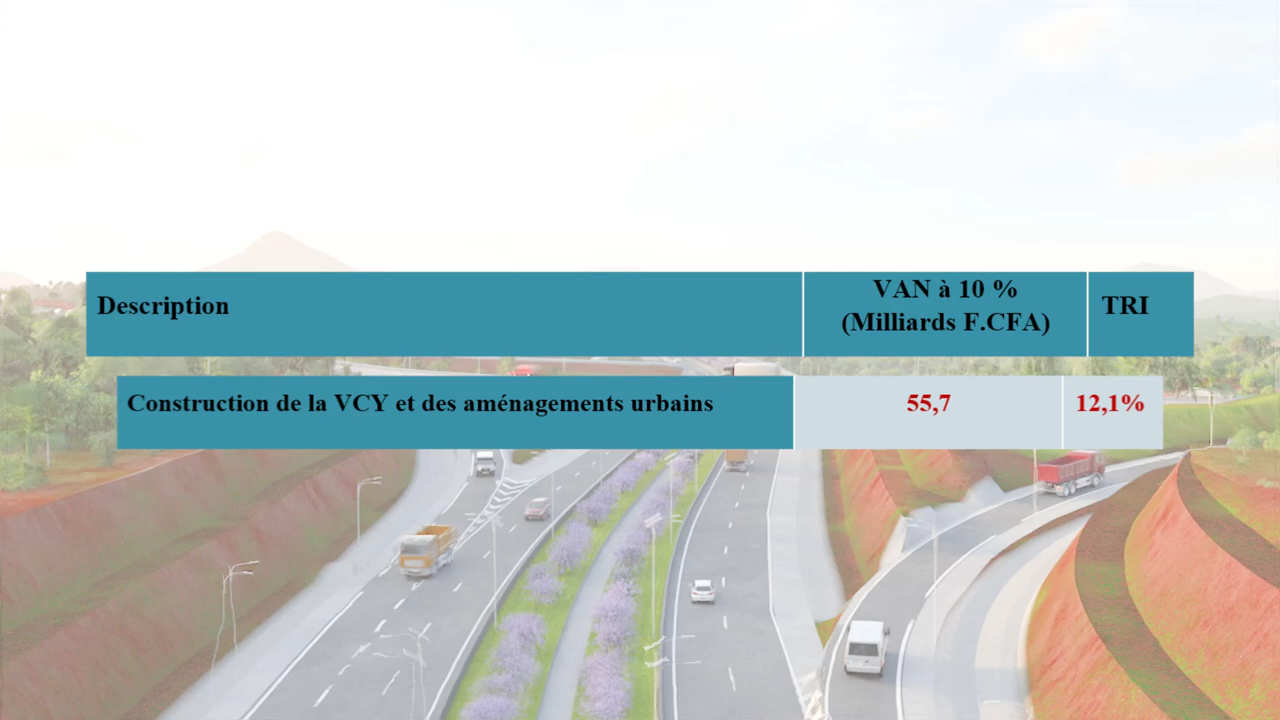 Description
VAN à 10 %
(Milliards F.CFA)
TRI
Construction de la VCY et des aménagements urbains
55,7
12,1%